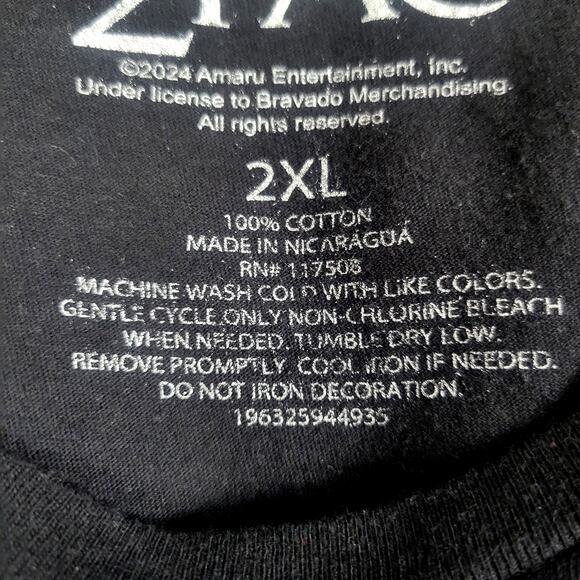 2PAC
©2024 Amaru Entertainment, Inc.
Under license to Bravado Merchandising.
All rights reserved.
2XL
100% COTTON
MADE IN NICARAGUA
RN# 117508
MACHINE WASH COLD WITH LIKE COLORS.
GENTLE CYCLE.ONLY NON-CHLORINE BLEACH
WHEN NEEDED. TUMBLE DRY LOW.
REMOVE PROMPTLY. COOL IRON IF NEEDED.
DO NOT IRON DECORATION.
196325944935